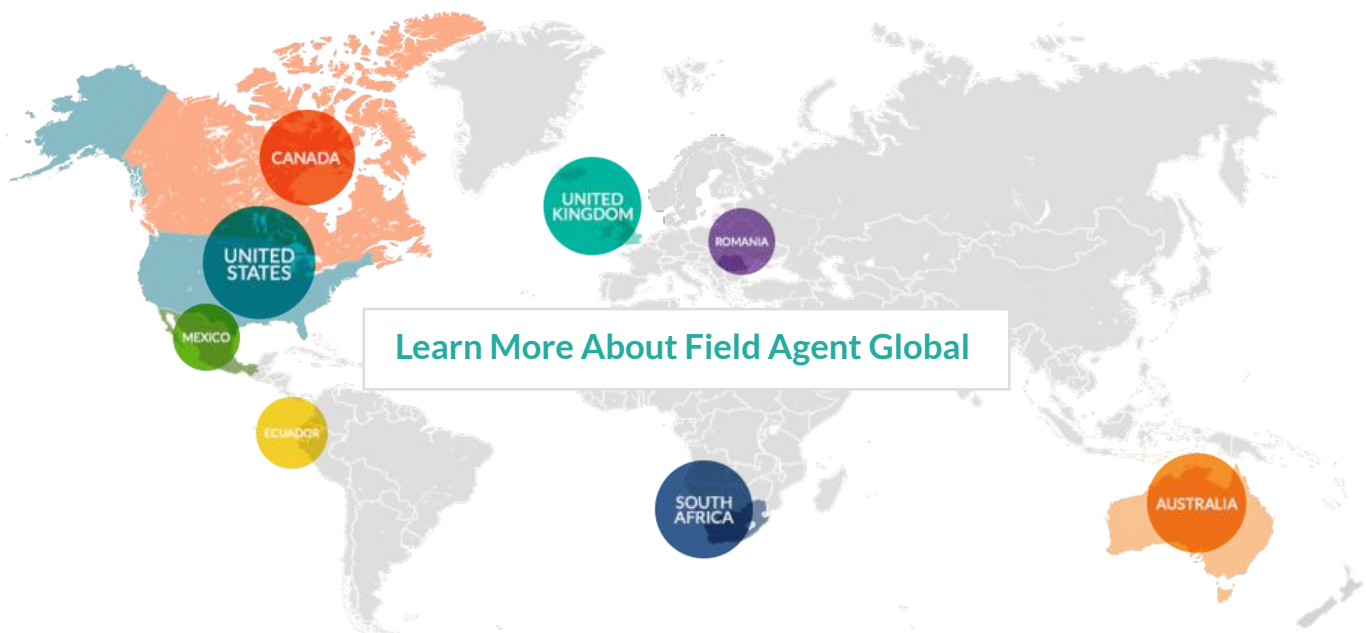 CANADA
UNITED
KINGDOM
ROMANIA
UNITED
STATES
MEXICO
Learn More About Field Agent Global
ECUADOR
SOUTH
AFRICA
AUSTRALIA